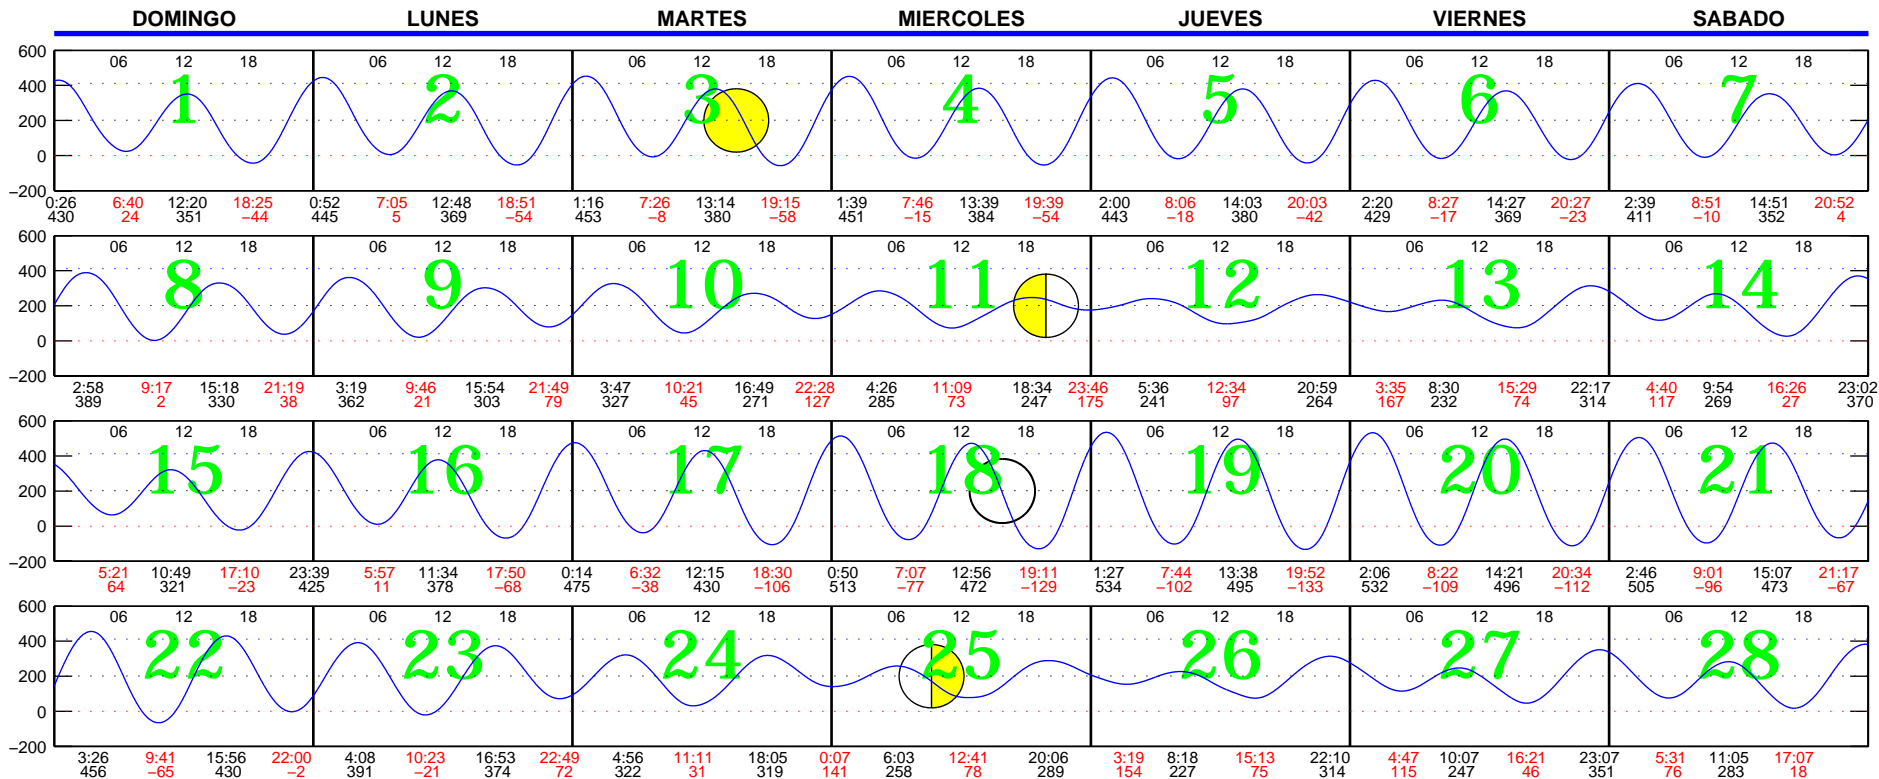 DOMINGO LUNES MARTES MIERCOLES JUEVES VIERNES SABADO
600 06 12 18 06 12 18 06 12 18 06 12 18 06 12 18 06 12 18 06 12 18
400 1 2 3 4 5 6 7
200
0
−200
0:26 6:40 12:20 18:25 0:52 7:05 12:48 18:51 1:16 7:26 13:14 19:15 1:39 7:46 13:39 19:39 2:00 8:06 14:03 20:03 2:20 8:27 14:27 20:27 2:39 8:51 14:51 20:52
430 24 351 −44 445 5 369 −54 453 −8 380 −58 451 −15 384 −54 443 −18 380 −42 429 −17 369 −23 411 −10 352 4
600 06 12 18 06 12 18 06 12 18 06 12 18 06 12 18 06 12 18 06 12 18
400 8 9 10 11 12 13 14
200
0
−200
2:58 9:17 15:18 21:19 3:19 9:46 15:54 21:49 3:47 10:21 16:49 22:28 4:26 11:09 18:34 23:46 5:36 12:34 20:59 3:35 8:30 15:29 22:17 4:40 9:54 16:26 23:02
389 2 330 38 362 21 303 79 327 45 271 127 285 73 247 175 241 97 264 167 232 74 314 117 269 27 370
600 06 12 18 06 12 18 06 12 18 06 12 18 06 12 18 06 12 18 06 12 18
400 15 16 17 18 19 20 21
200
0
−200
5:21 10:49 17:10 23:39 5:57 11:34 17:50 0:14 6:32 12:15 18:30 0:50 7:07 12:56 19:11 1:27 7:44 13:38 19:52 2:06 8:22 14:21 20:34 2:46 9:01 15:07 21:17
64 321 −23 425 11 378 −68 475 −38 430 −106 513 −77 472 −129 534 −102 495 −133 532 −109 496 −112 505 −96 473 −67
600 06 12 18 06 12 18 06 12 18 06 12 18 06 12 18 06 12 18 06 12 18
400 22 23 24 25 26 27 28
200
0
−200
3:26 9:41 15:56 22:00 4:08 10:23 16:53 22:49 4:56 11:11 18:05 0:07 6:03 12:41 20:06 3:19 8:18 15:13 22:10 4:47 10:07 16:21 23:07 5:31 11:05 17:07
456 −65 430 −2 391 −21 374 72 322 31 319 141 258 78 289 154 227 75 314 115 247 46 351 76 283 18